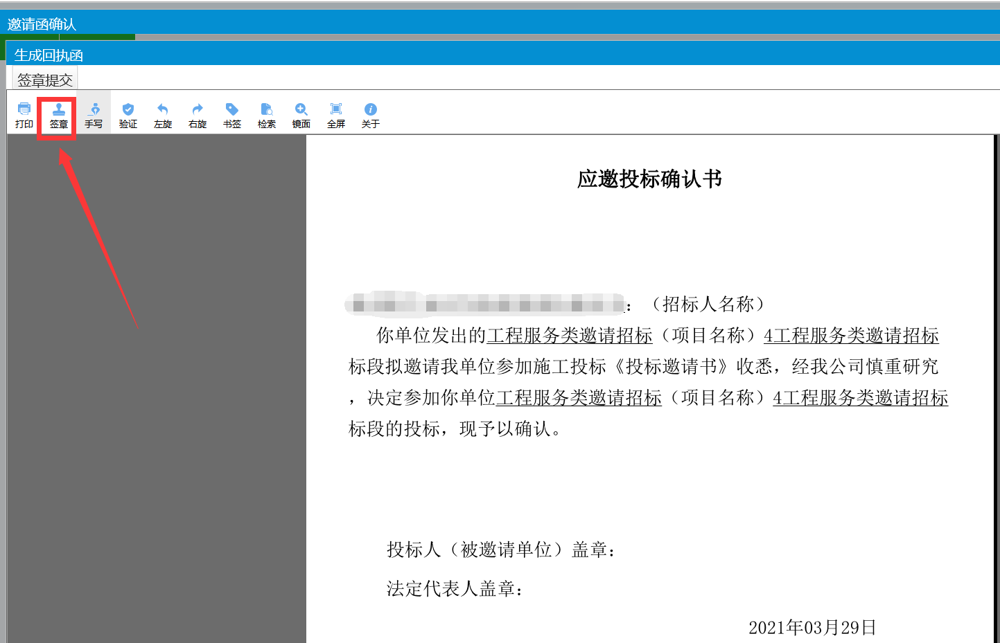 邀请函确认
生成回执函
签章提交
打印 签章 手写 验证 左旋 右旋 书签 检索 镜面 全屏 关于
应邀投标确认书
：（招标人名称）
你单位发出的工程服务类邀请招标（项目名称）4工程服务类邀请招标
标段拟邀请我单位参加施工投标《投标邀请书》收悉，经我公司慎重研究
，决定参加你单位工程服务类邀请招标（项目名称）4工程服务类邀请招标
标段的投标，现予以确认。
投标人（被邀请单位）盖章：
法定代表人盖章：
2021年03月29日